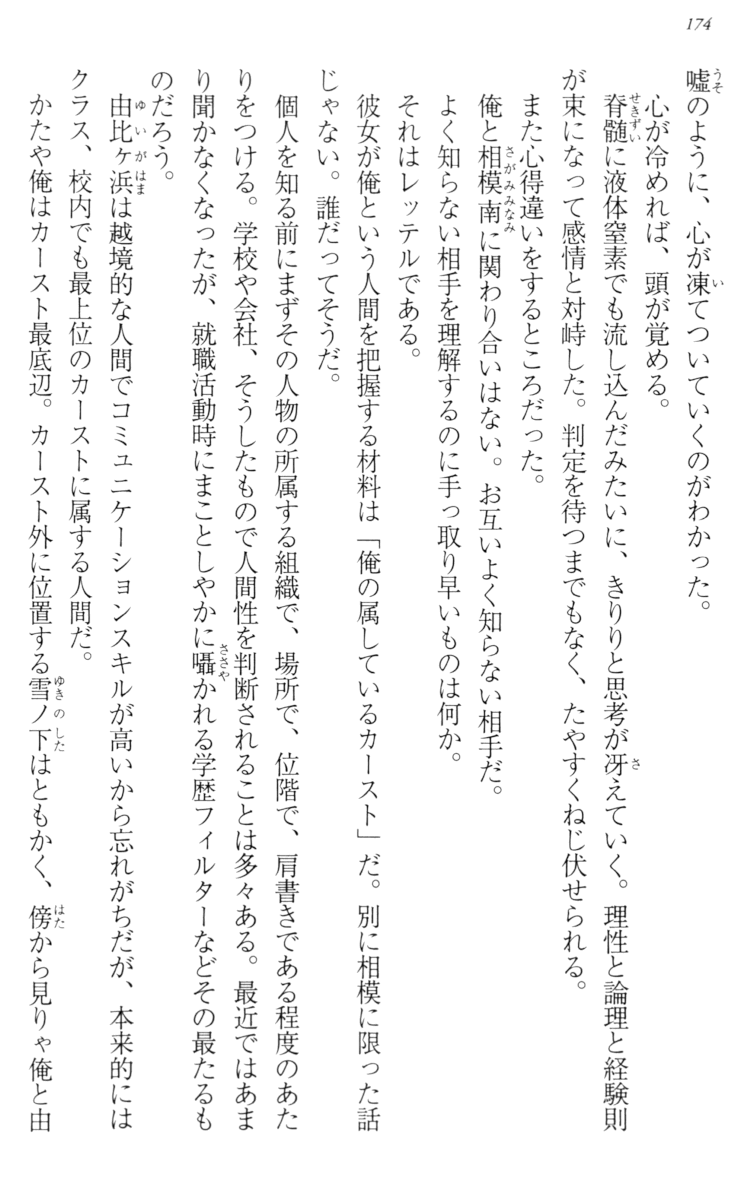 174
嘘のように、心が凍てついていくのがわかった。
心が冷めれば、頭が覚める。
脊髄に液体窒素でも流し込んだみたいに、きりりと思考が冴えていく。理性と論理と経験則
が束になって感情と対峙した。判定を待つまでもなく、たやすくねじ伏せられる。
また心得違いをするところだった。
俺と相模南に関わり合いはない。お互いよく知らない相手だ。
よく知らない相手を理解するのに手っ取り早いものは何か。
それはレッテルである。
彼女が俺という人間を把握する材料は「俺の属しているカースト」だ。別に相模に限った話
じゃない。誰だってそうだ。
個人を知る前にまずその人物の所属する組織で、場所で、位階で、肩書きである程度のあた
りをつける。学校や会社、そうしたもので人間性を判断されることは多々ある。最近ではあま
り聞かなくなったが、就職活動時にまことしやかに囁かれる学歴フィルターなどその最たるも
のだろう。
由比ヶ浜は越境的な人間でコミュニケーションスキルが高いから忘れがちだが、本来的には
クラス、校内でも最上位のカーストに属する人間だ。
かたや俺はカースト最底辺。カースト外に位置する雪ノ下はともかく、傍から見りゃ俺と由